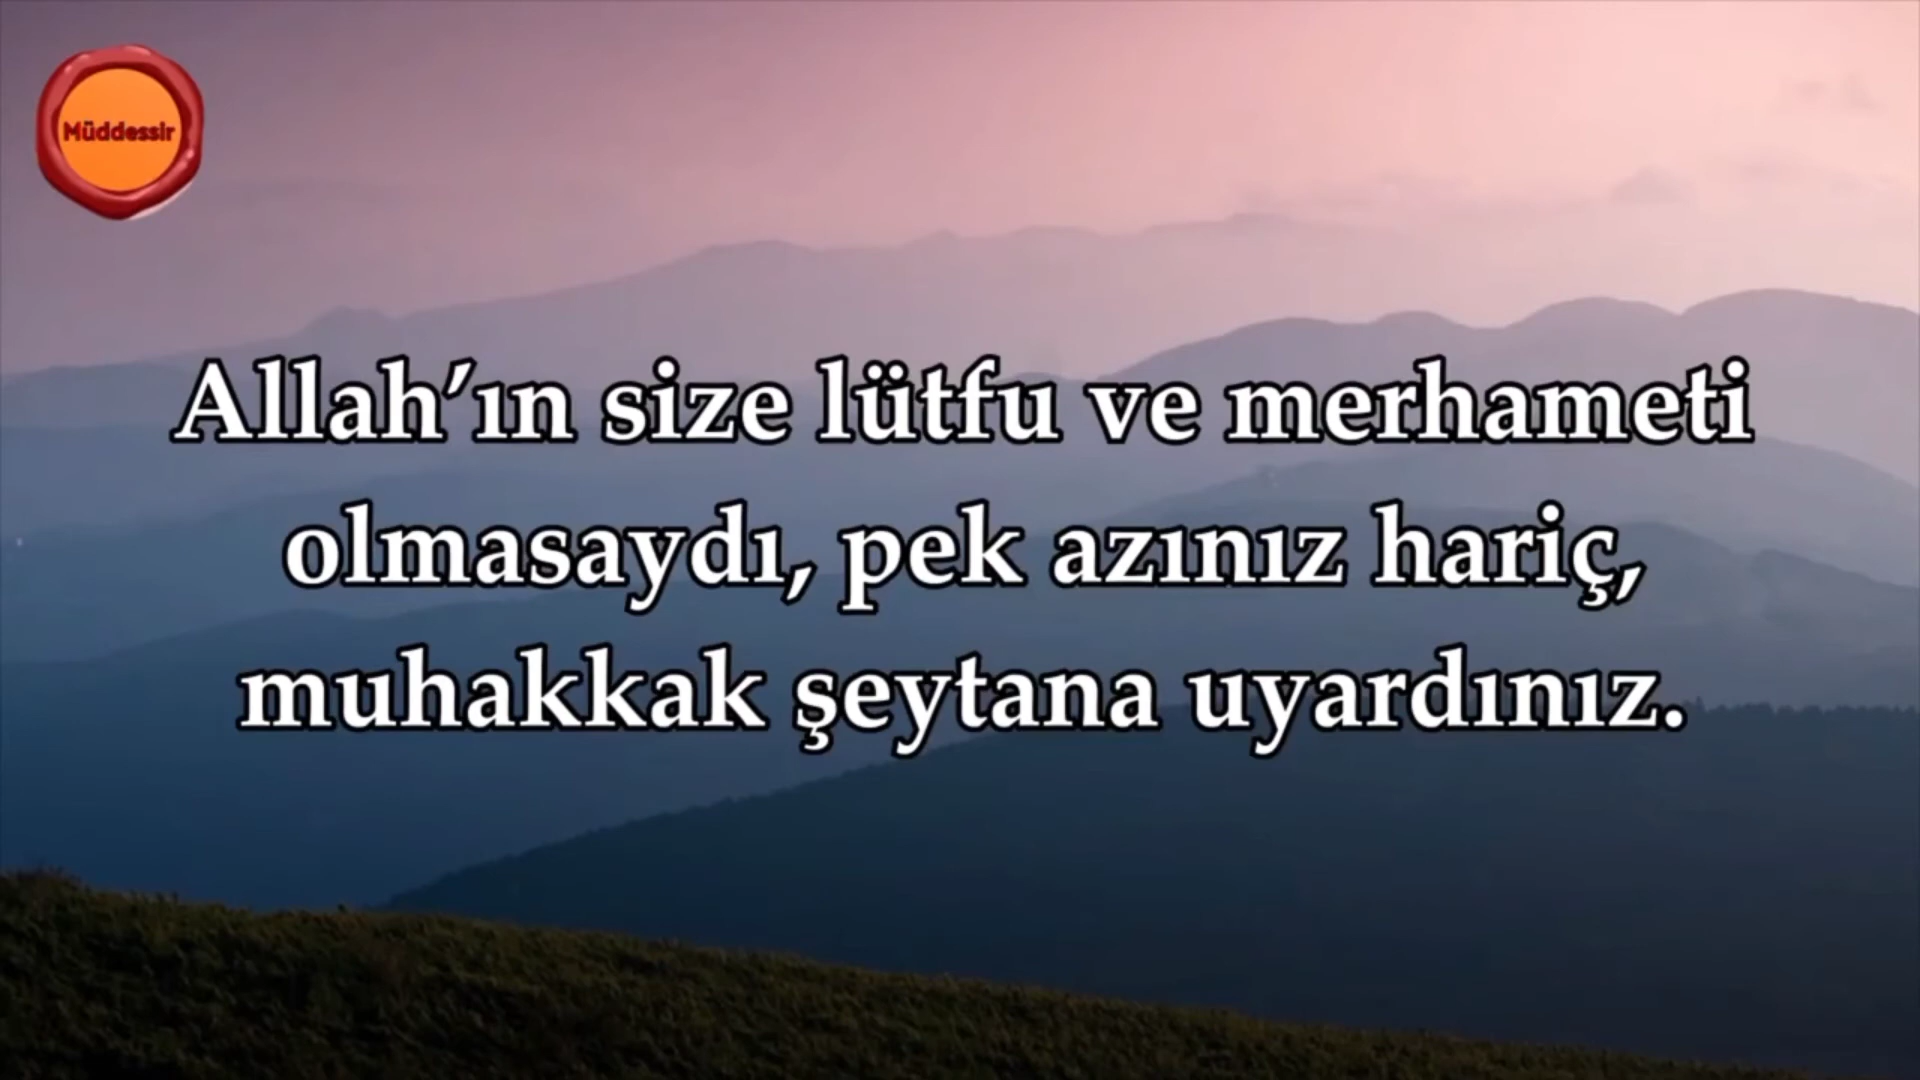 Müddessir
Allah’ın size lütfu ve merhameti
olmasaydı, pek azınız hariç,
muhakkak şeytana uyardınız.